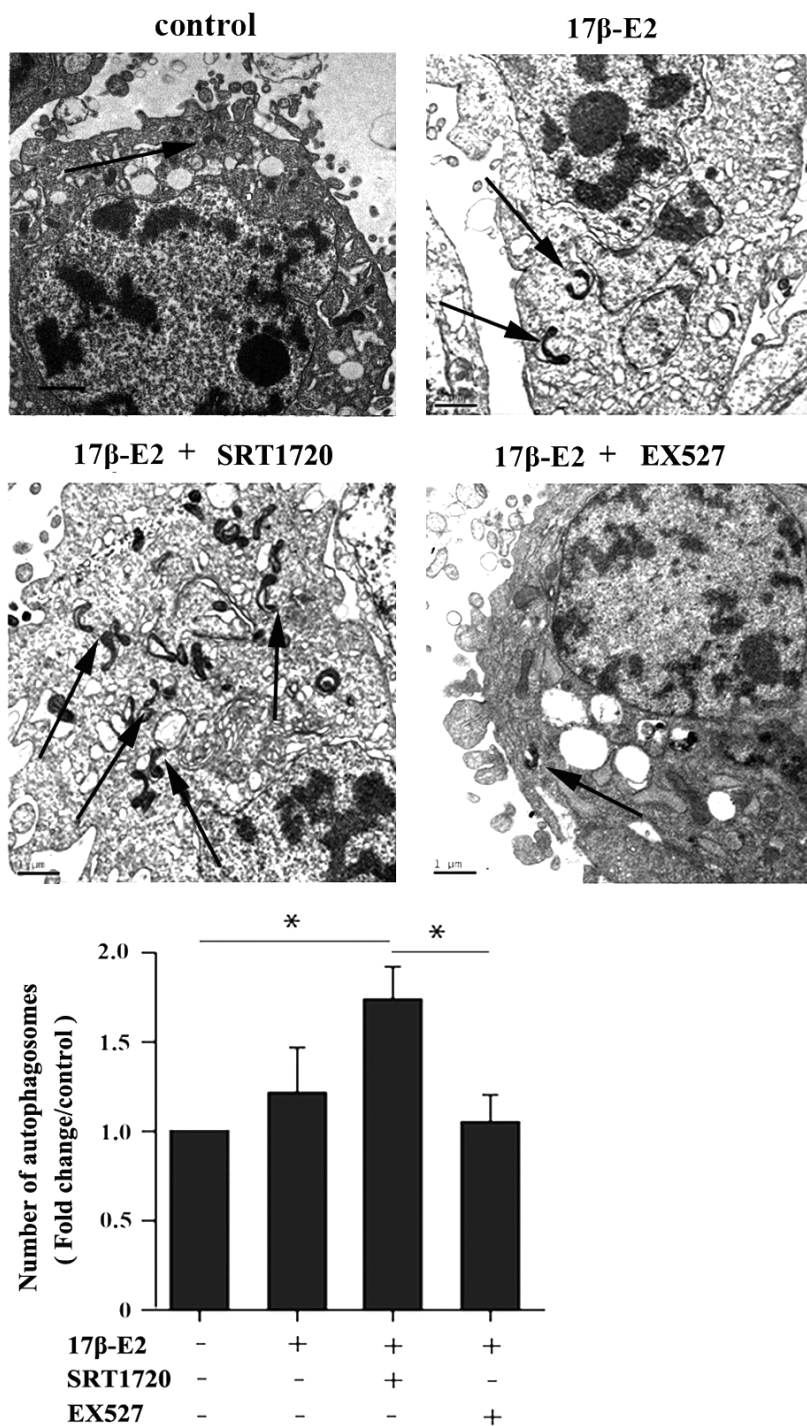 control 17β-E2
17β-E2 + SRT1720 17β-E2 + EX527
1 μm 1 μm
* *
Number of autophagosomes
( Fold change/control )
2.0
1.5
1.0
0.5
0
17β-E2 - + + +
SRT1720 - - + -
EX527 - - - +